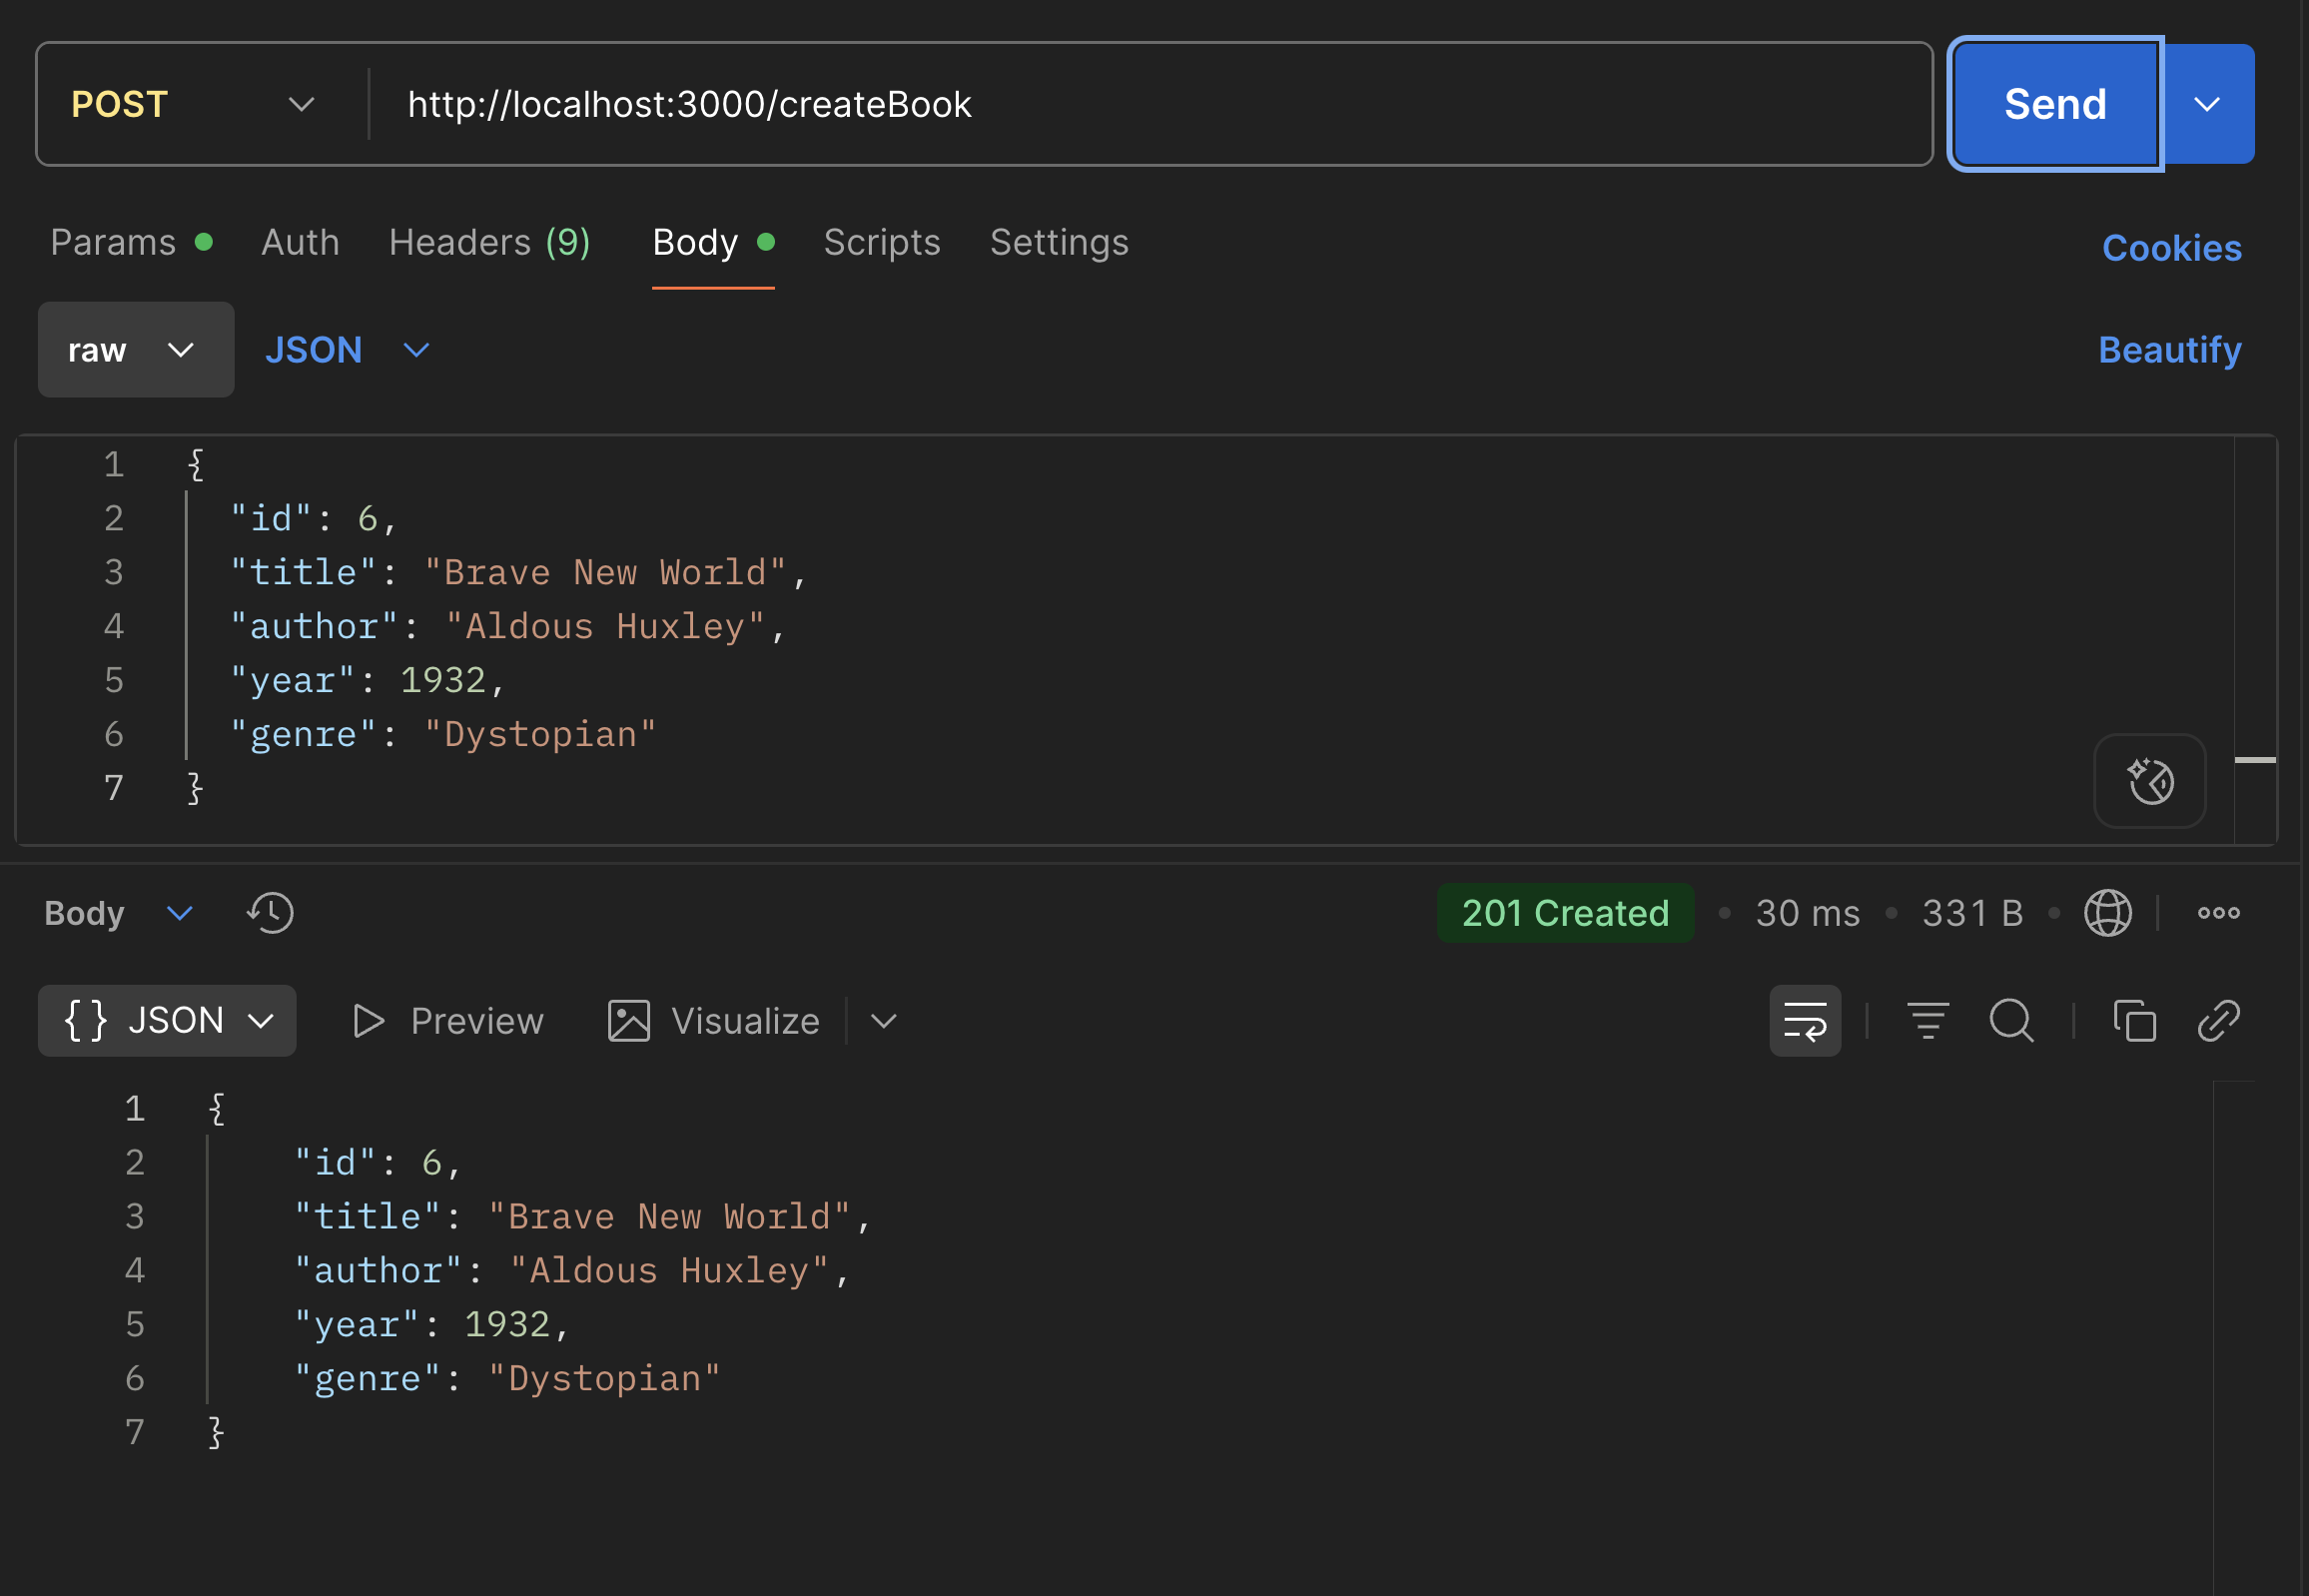 POST http://localhost:3000/createBook Send
Params Auth Headers (9) Body Scripts Settings Cookies
raw JSON Beautify
1 {
2 "id": 6,
3 "title": "Brave New World",
4 "author": "Aldous Huxley",
5 "year": 1932,
6 "genre": "Dystopian"
7 }
Body 201 Created • 30 ms • 331 B •
{ } JSON Preview Visualize
1 {
2 "id": 6,
3 "title": "Brave New World",
4 "author": "Aldous Huxley",
5 "year": 1932,
6 "genre": "Dystopian"
7 }